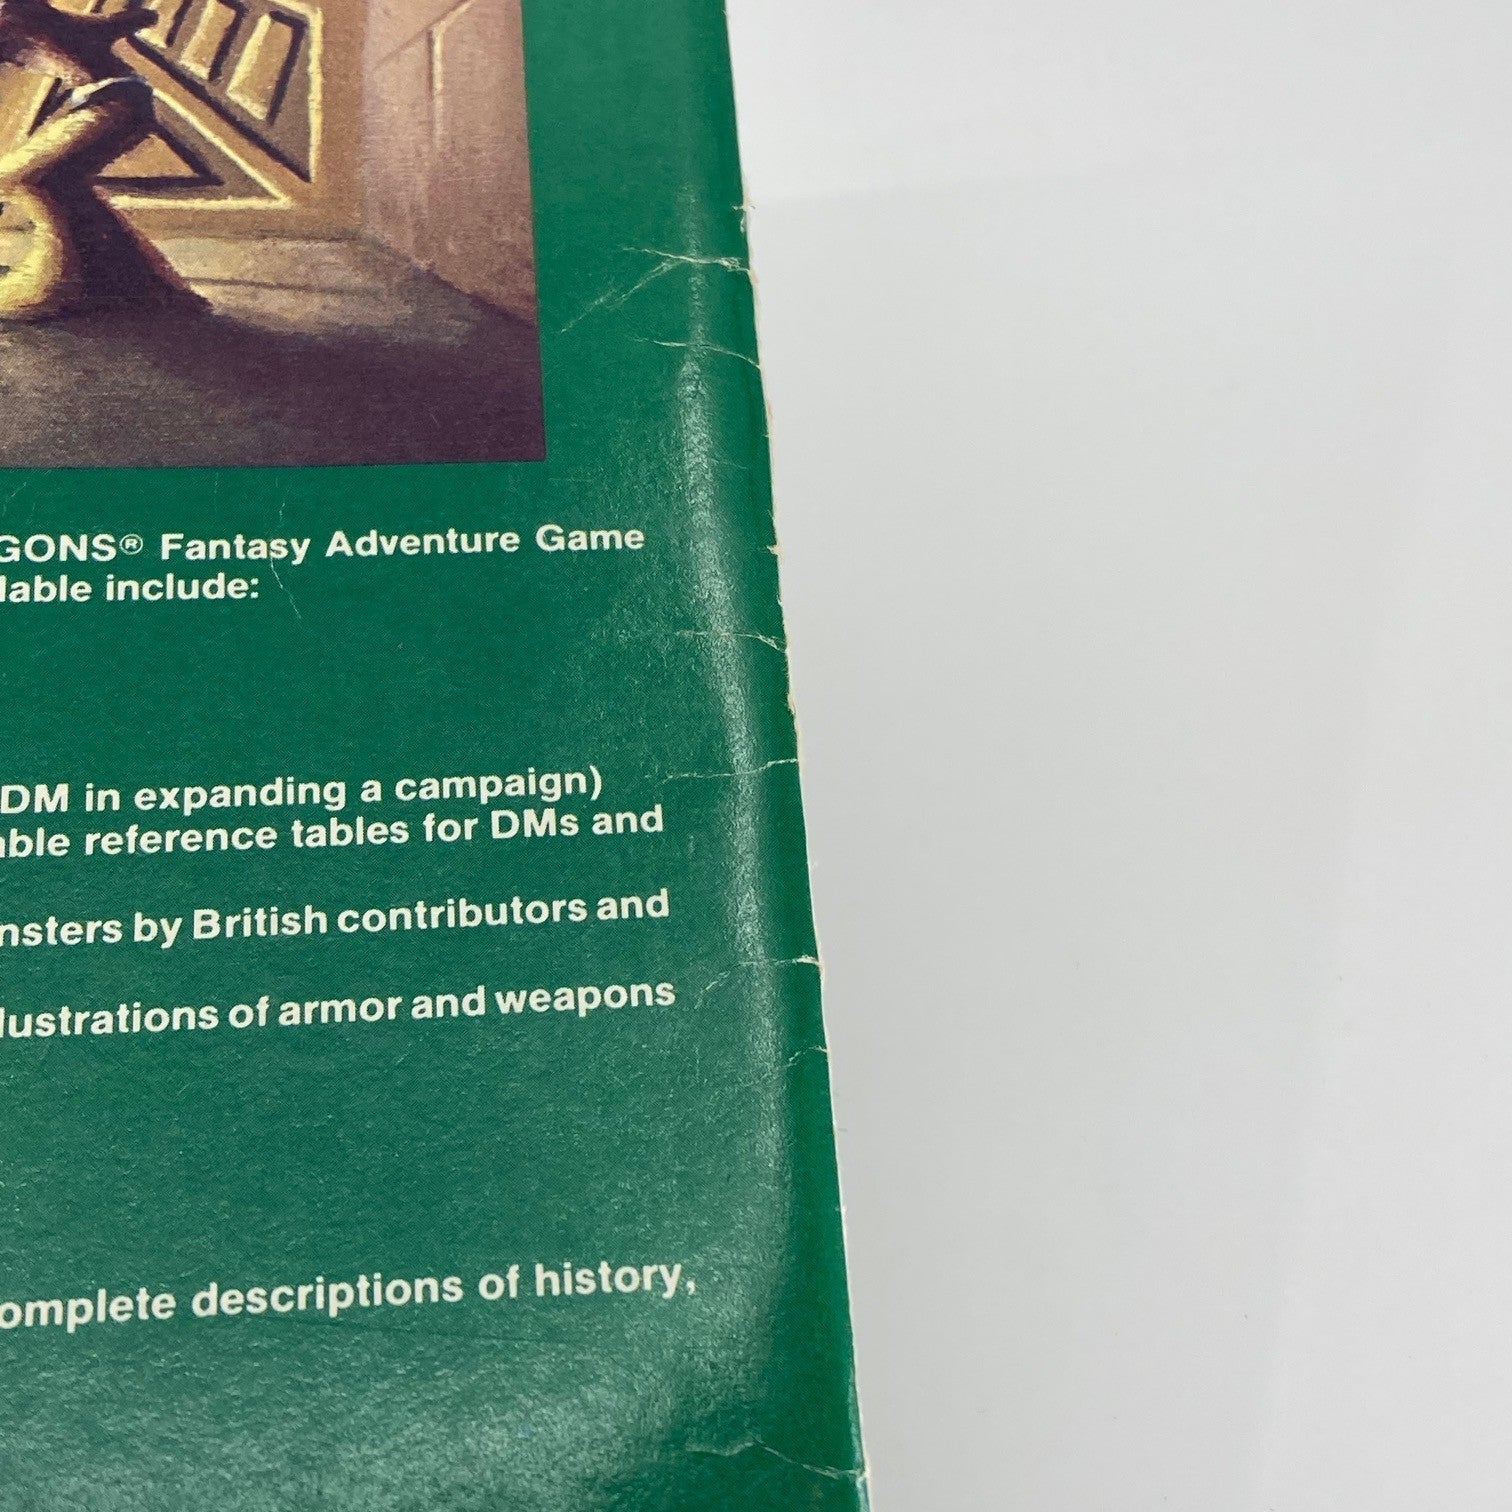 GONS® Fantasy Adventure Game
lable include:
DM in expanding a campaign)
able reference tables for DMs and
nsters by British contributors and
lustrations of armor and weapons
omplete descriptions of history,